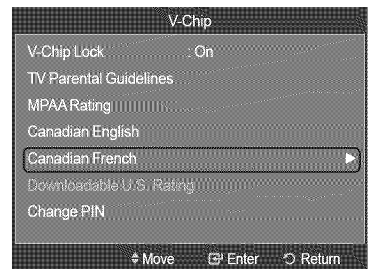 V-Chip
V-Chip Lock : On
TV Parental Guidelines
MPAA Rating
Canadian English
Canadian French
Downloadable U.S. Rating
Change PIN
Move Enter Return